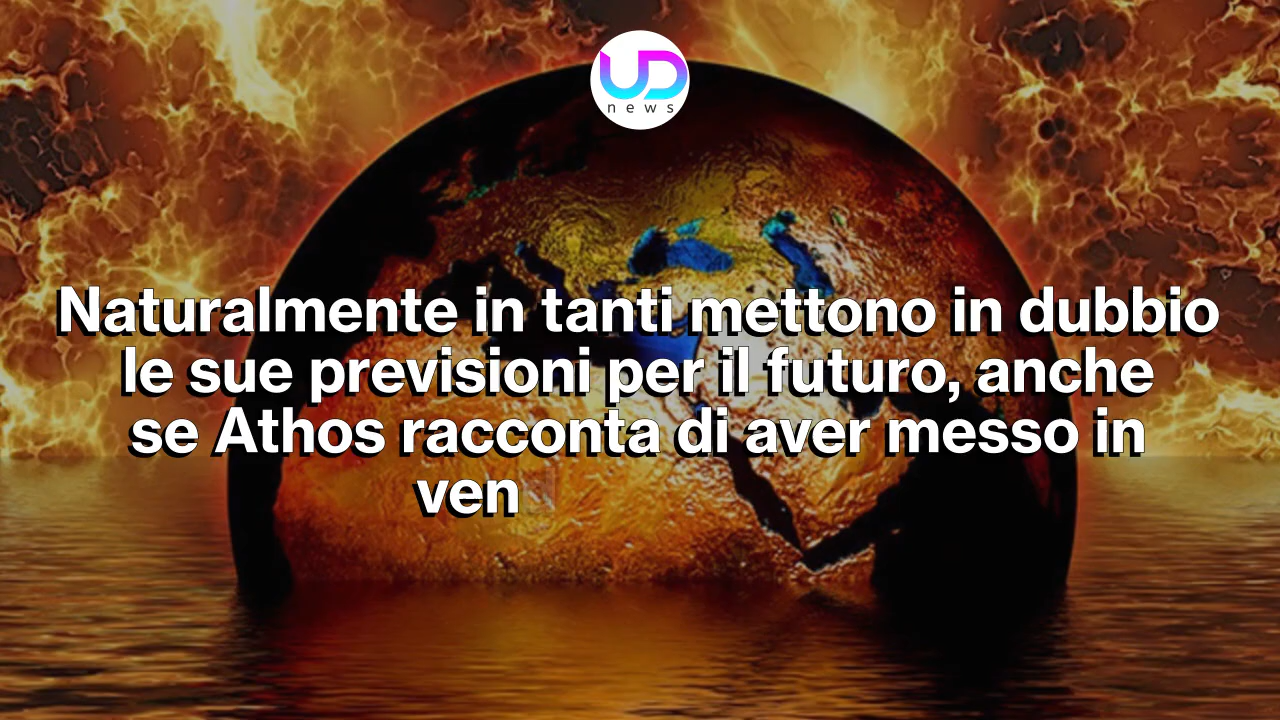 UD
news
Naturalmente in tanti mettono in dubbio
le sue previsioni per il futuro, anche
se Athos racconta di aver messo in
ven